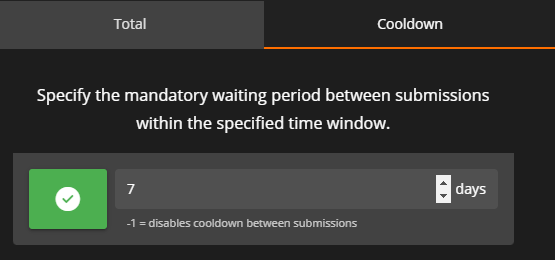 Total
Cooldown
Specify the mandatory waiting period between submissions
within the specified time window.
7
days
-1 = disables cooldown between submissions